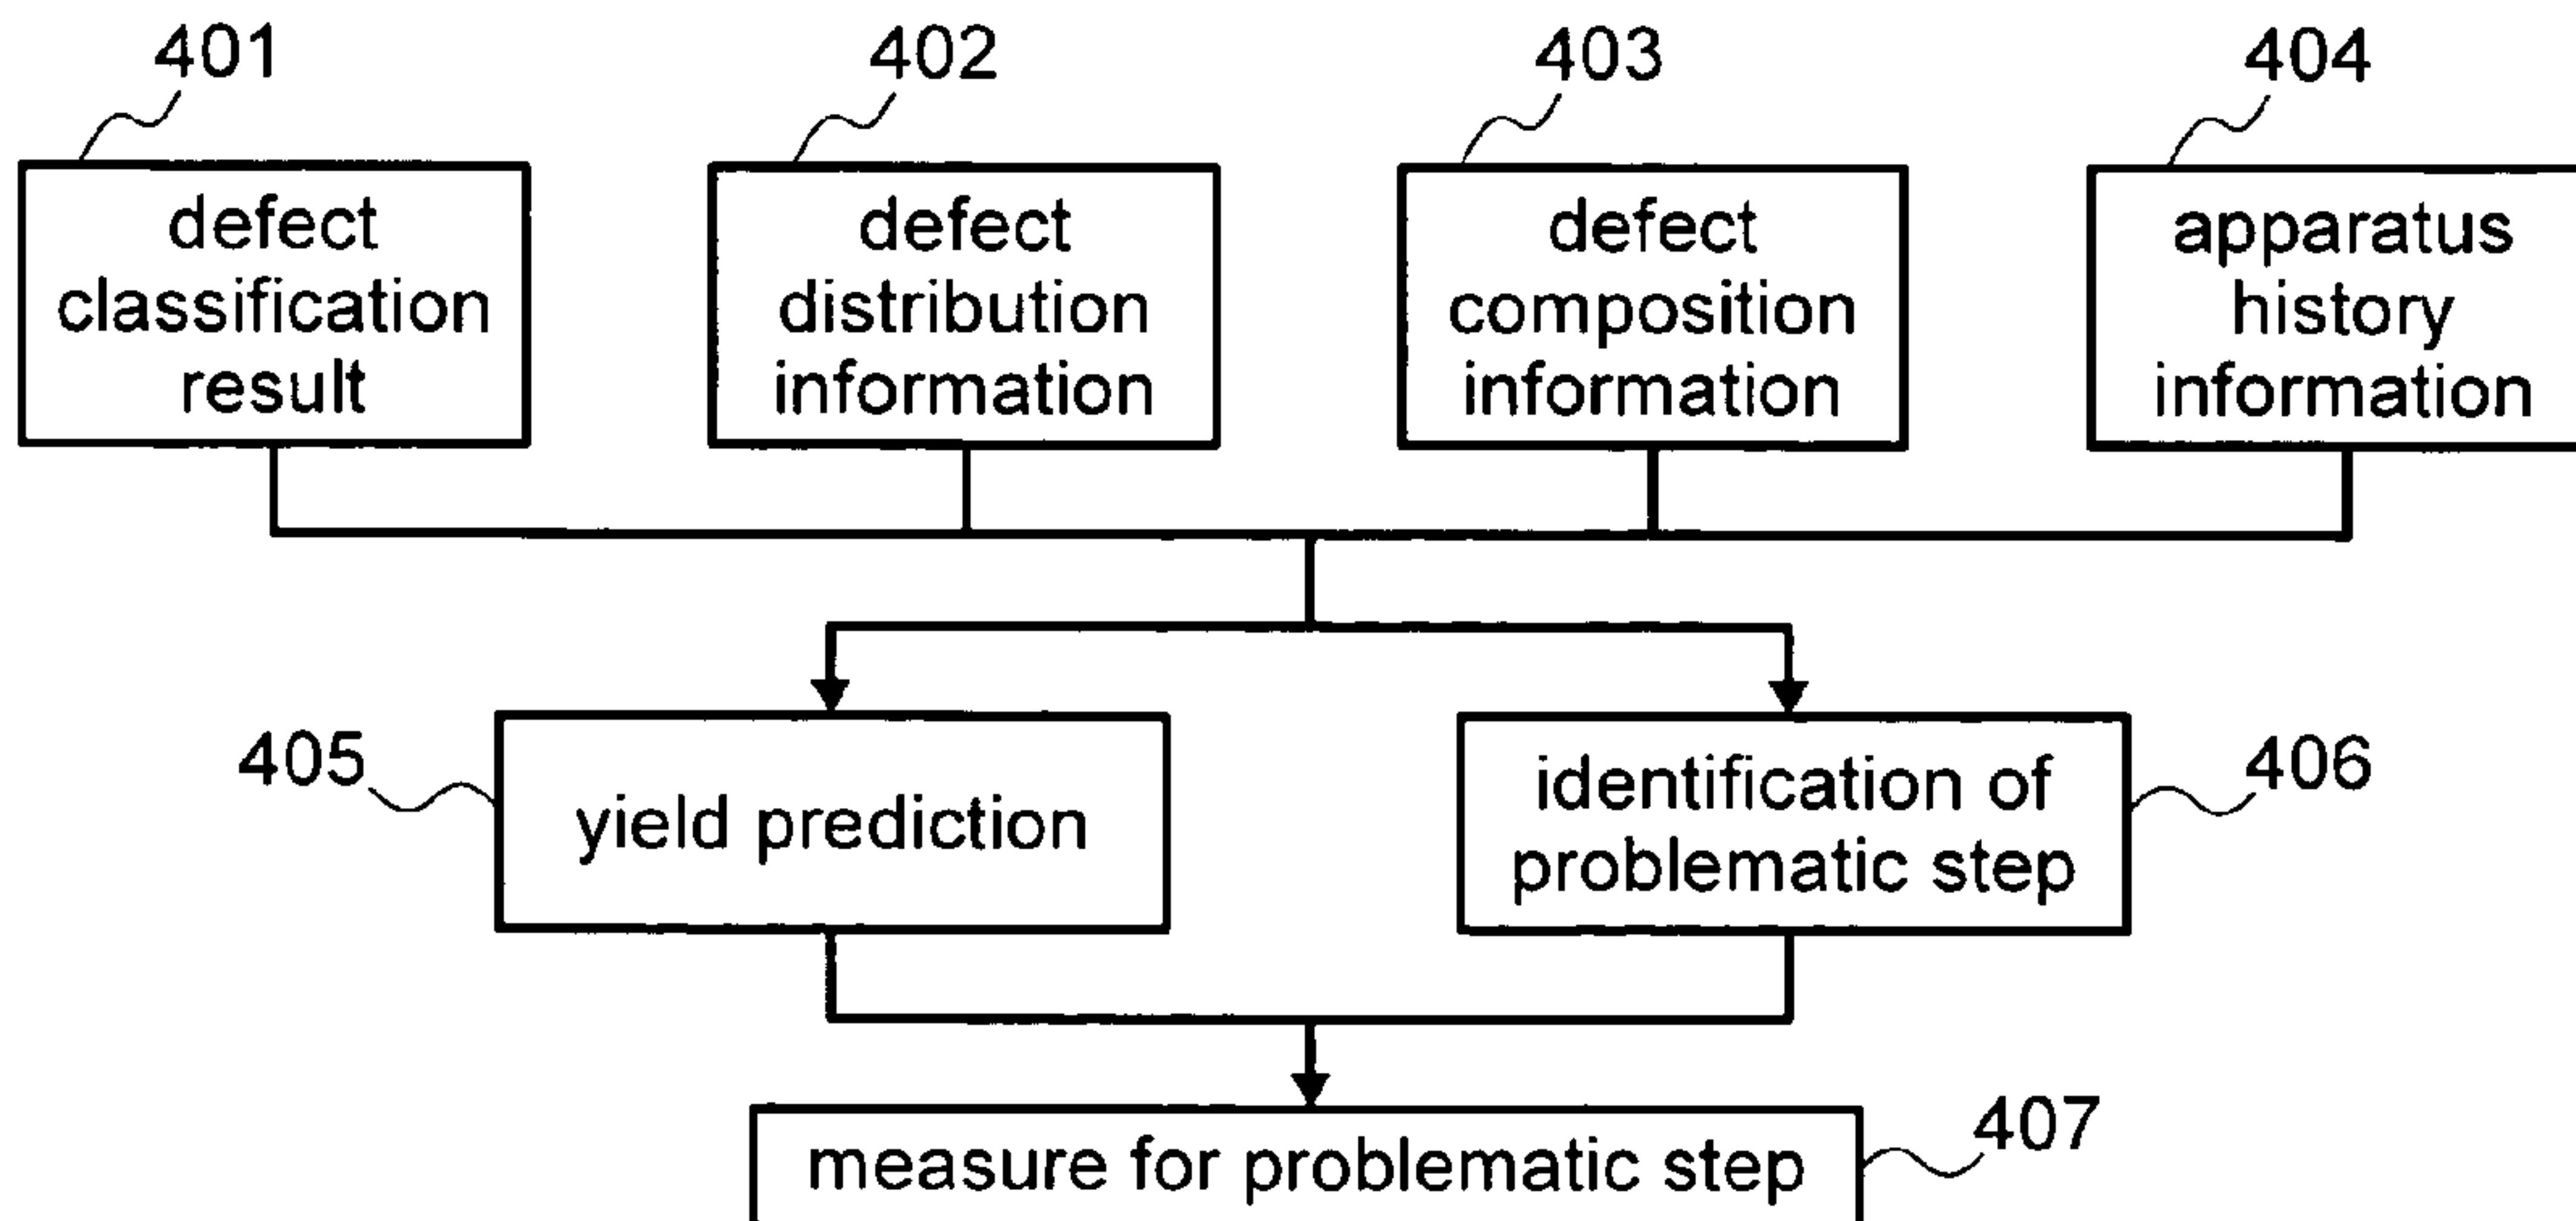 401
402
403
404
defect
classification
result
defect
distribution
information
defect
composition
information
apparatus
history
information
405
yield prediction
identification of
problematic step
406
measure for problematic step
407